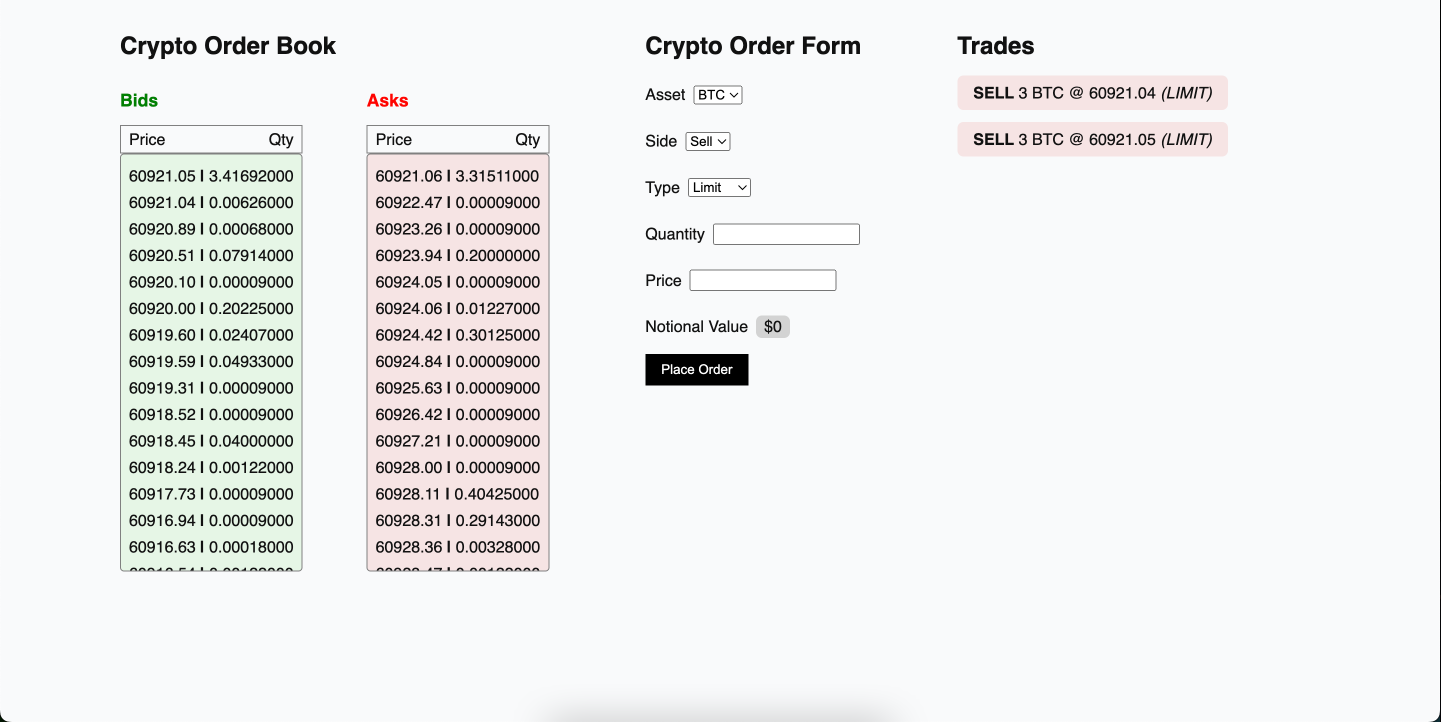 Crypto Order Book
Bids
Price Qty
60921.05 | 3.41692000
60921.04 | 0.00626000
60920.89 | 0.00068000
60920.51 | 0.07914000
60920.10 | 0.00009000
60920.00 | 0.20225000
60919.60 | 0.02407000
60919.59 | 0.04933000
60919.31 | 0.00009000
60918.52 | 0.00009000
60918.45 | 0.04000000
60918.24 | 0.00122000
60917.73 | 0.00009000
60916.94 | 0.00009000
60916.63 | 0.00018000
Asks
Price Qty
60921.06 | 3.31511000
60922.47 | 0.00009000
60923.26 | 0.00009000
60923.94 | 0.20000000
60924.05 | 0.00009000
60924.06 | 0.01227000
60924.42 | 0.30125000
60924.84 | 0.00009000
60925.63 | 0.00009000
60926.42 | 0.00009000
60927.21 | 0.00009000
60928.00 | 0.00009000
60928.11 | 0.40425000
60928.31 | 0.29143000
60928.36 | 0.00328000
Crypto Order Form
Asset BTC
Side Sell
Type Limit
Quantity
Price
Notional Value $0
Place Order
Trades
SELL 3 BTC @ 60921.04 (LIMIT)
SELL 3 BTC @ 60921.05 (LIMIT)